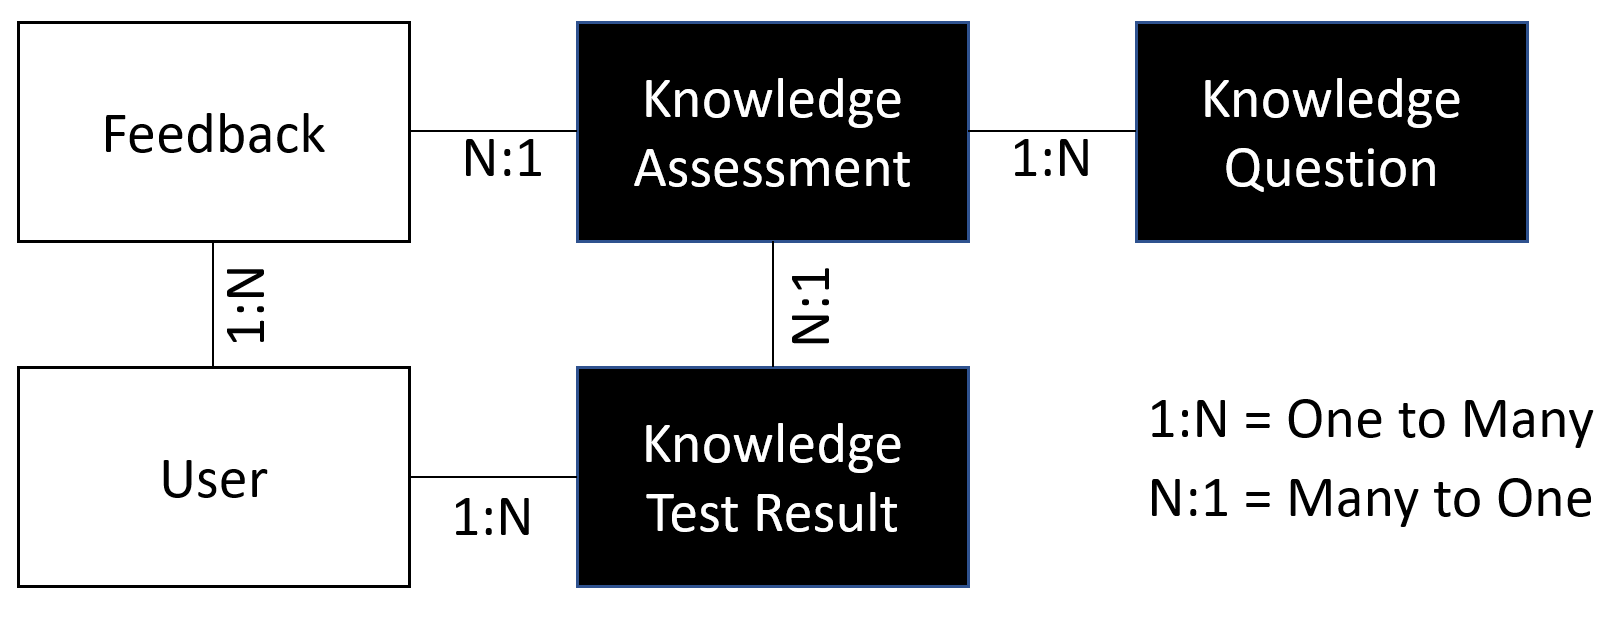 Feedback
N:1
Knowledge
Assessment
1:N
Knowledge
Question
1:N
N:1
User
1:N
Knowledge
Test Result
1:N = One to Many
N:1 = Many to One